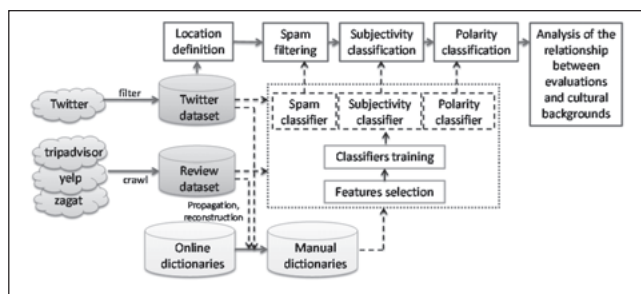 Location
definition
Spam
filtering
Subjectivity
classification
Polarity
classification
Analysis of the
relationship
between
evaluations
and cultural
backgrounds
Twitter
filter
Twitter
dataset
Spam
classifier
Subjectivity
classifier
Polarity
classifier
tripadvisor
yelp
zagat
crawl
Review
dataset
Classifiers training
Features selection
Propagation,
reconstruction
Online
dictionaries
Manual
dictionaries